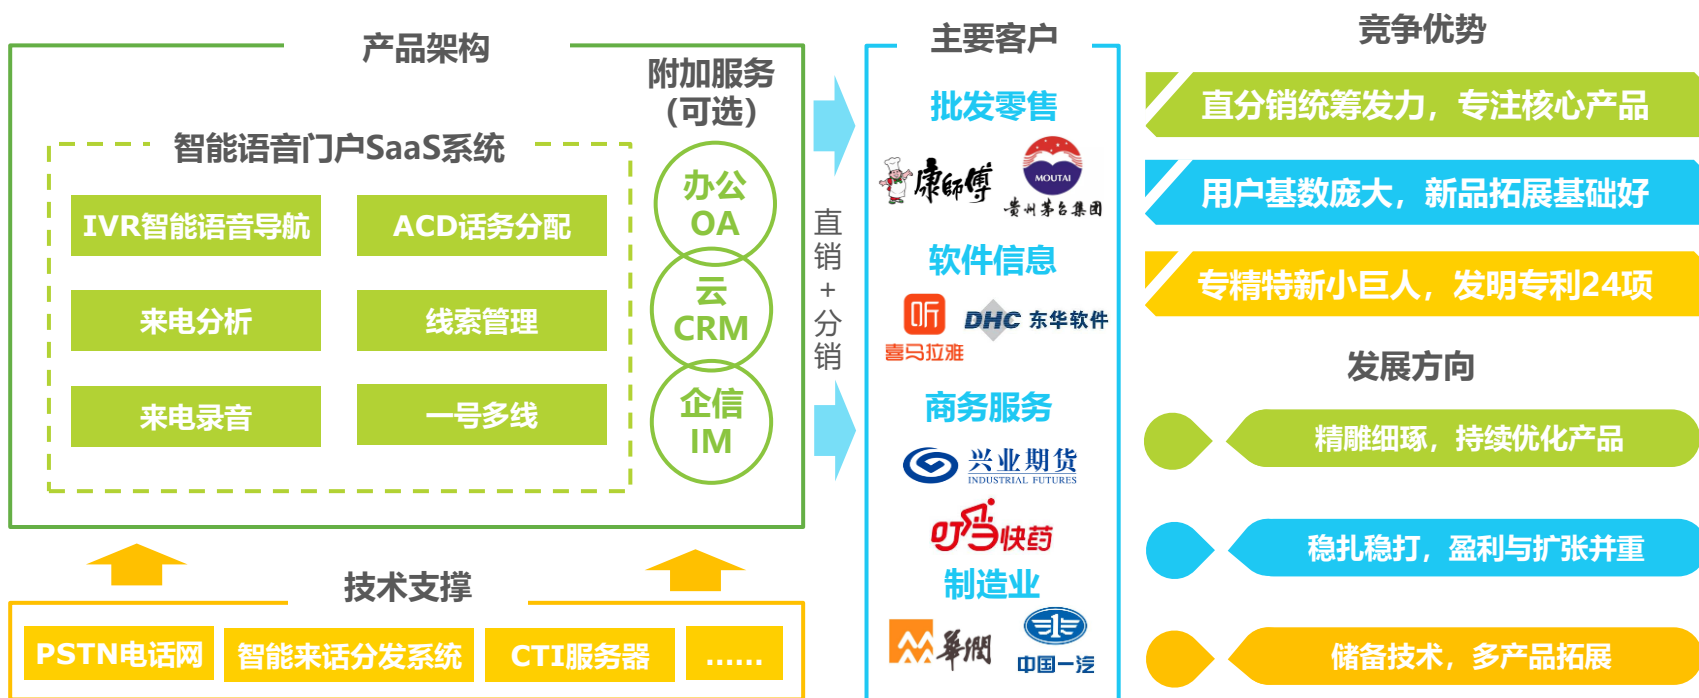 产品架构
附加服务
(可选)
智能语音门户SaaS系统
IVR智能语音导航
ACD话务分配
来电分析
线索管理
来电录音
一号多线
办公
OA
云
CRM
企信
IM
技术支撑
PSTN电话网
智能来话分发系统
CTI服务器
......
直销+分销
主要客户
批发零售
康師傅
MOUTAI
贵州茅台集团
软件信息
听
喜马拉雅
DHC 东华软件
商务服务
兴业期货
INDUSTRIAL FUTURES
叮当快药
制造业
華潤
中国一汽
竞争优势
直分销统筹发力，专注核心产品
用户基数庞大，新品拓展基础好
专精特新小巨人，发明专利24项
发展方向
精雕细琢，持续优化产品
稳扎稳打，盈利与扩张并重
储备技术，多产品拓展